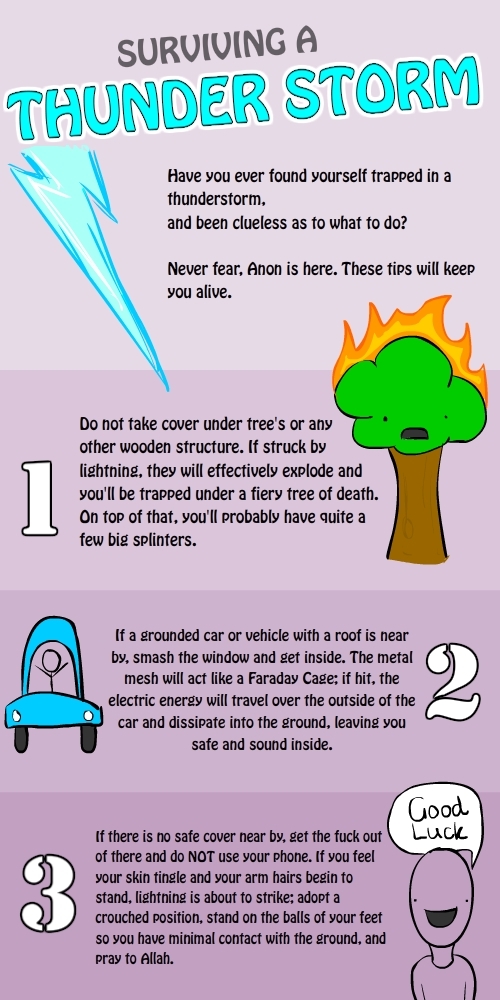 SURVIVING A
THUNDER STORM
Have you ever found yourself trapped in a
thunderstorm,
and been clueless as to what to do?
Never fear, Anon is here. These tips will keep
you alive.
1
Do not take cover under tree's or any
other wooden structure. If struck by
lightning, they will effectively explode and
you'll be trapped under a fiery tree of death.
On top of that, you'll probably have quite a
few big splinters.
2
If a grounded car or vehicle with a roof is near
by, smash the window and get inside. The metal
mesh will act like a Faraday Cage; if hit, the
electric energy will travel over the outside of the
car and dissipate into the ground, leaving you
safe and sound inside.
3
If there is no safe cover near by, get the fuck out
of there and do NOT use your phone. If you feel
your skin tingle and your arm hairs begin to
stand, lightning is about to strike; adopt a
crouched position, stand on the balls of your feet
so you have minimal contact with the ground, and
pray to Allah.
Good
Luck